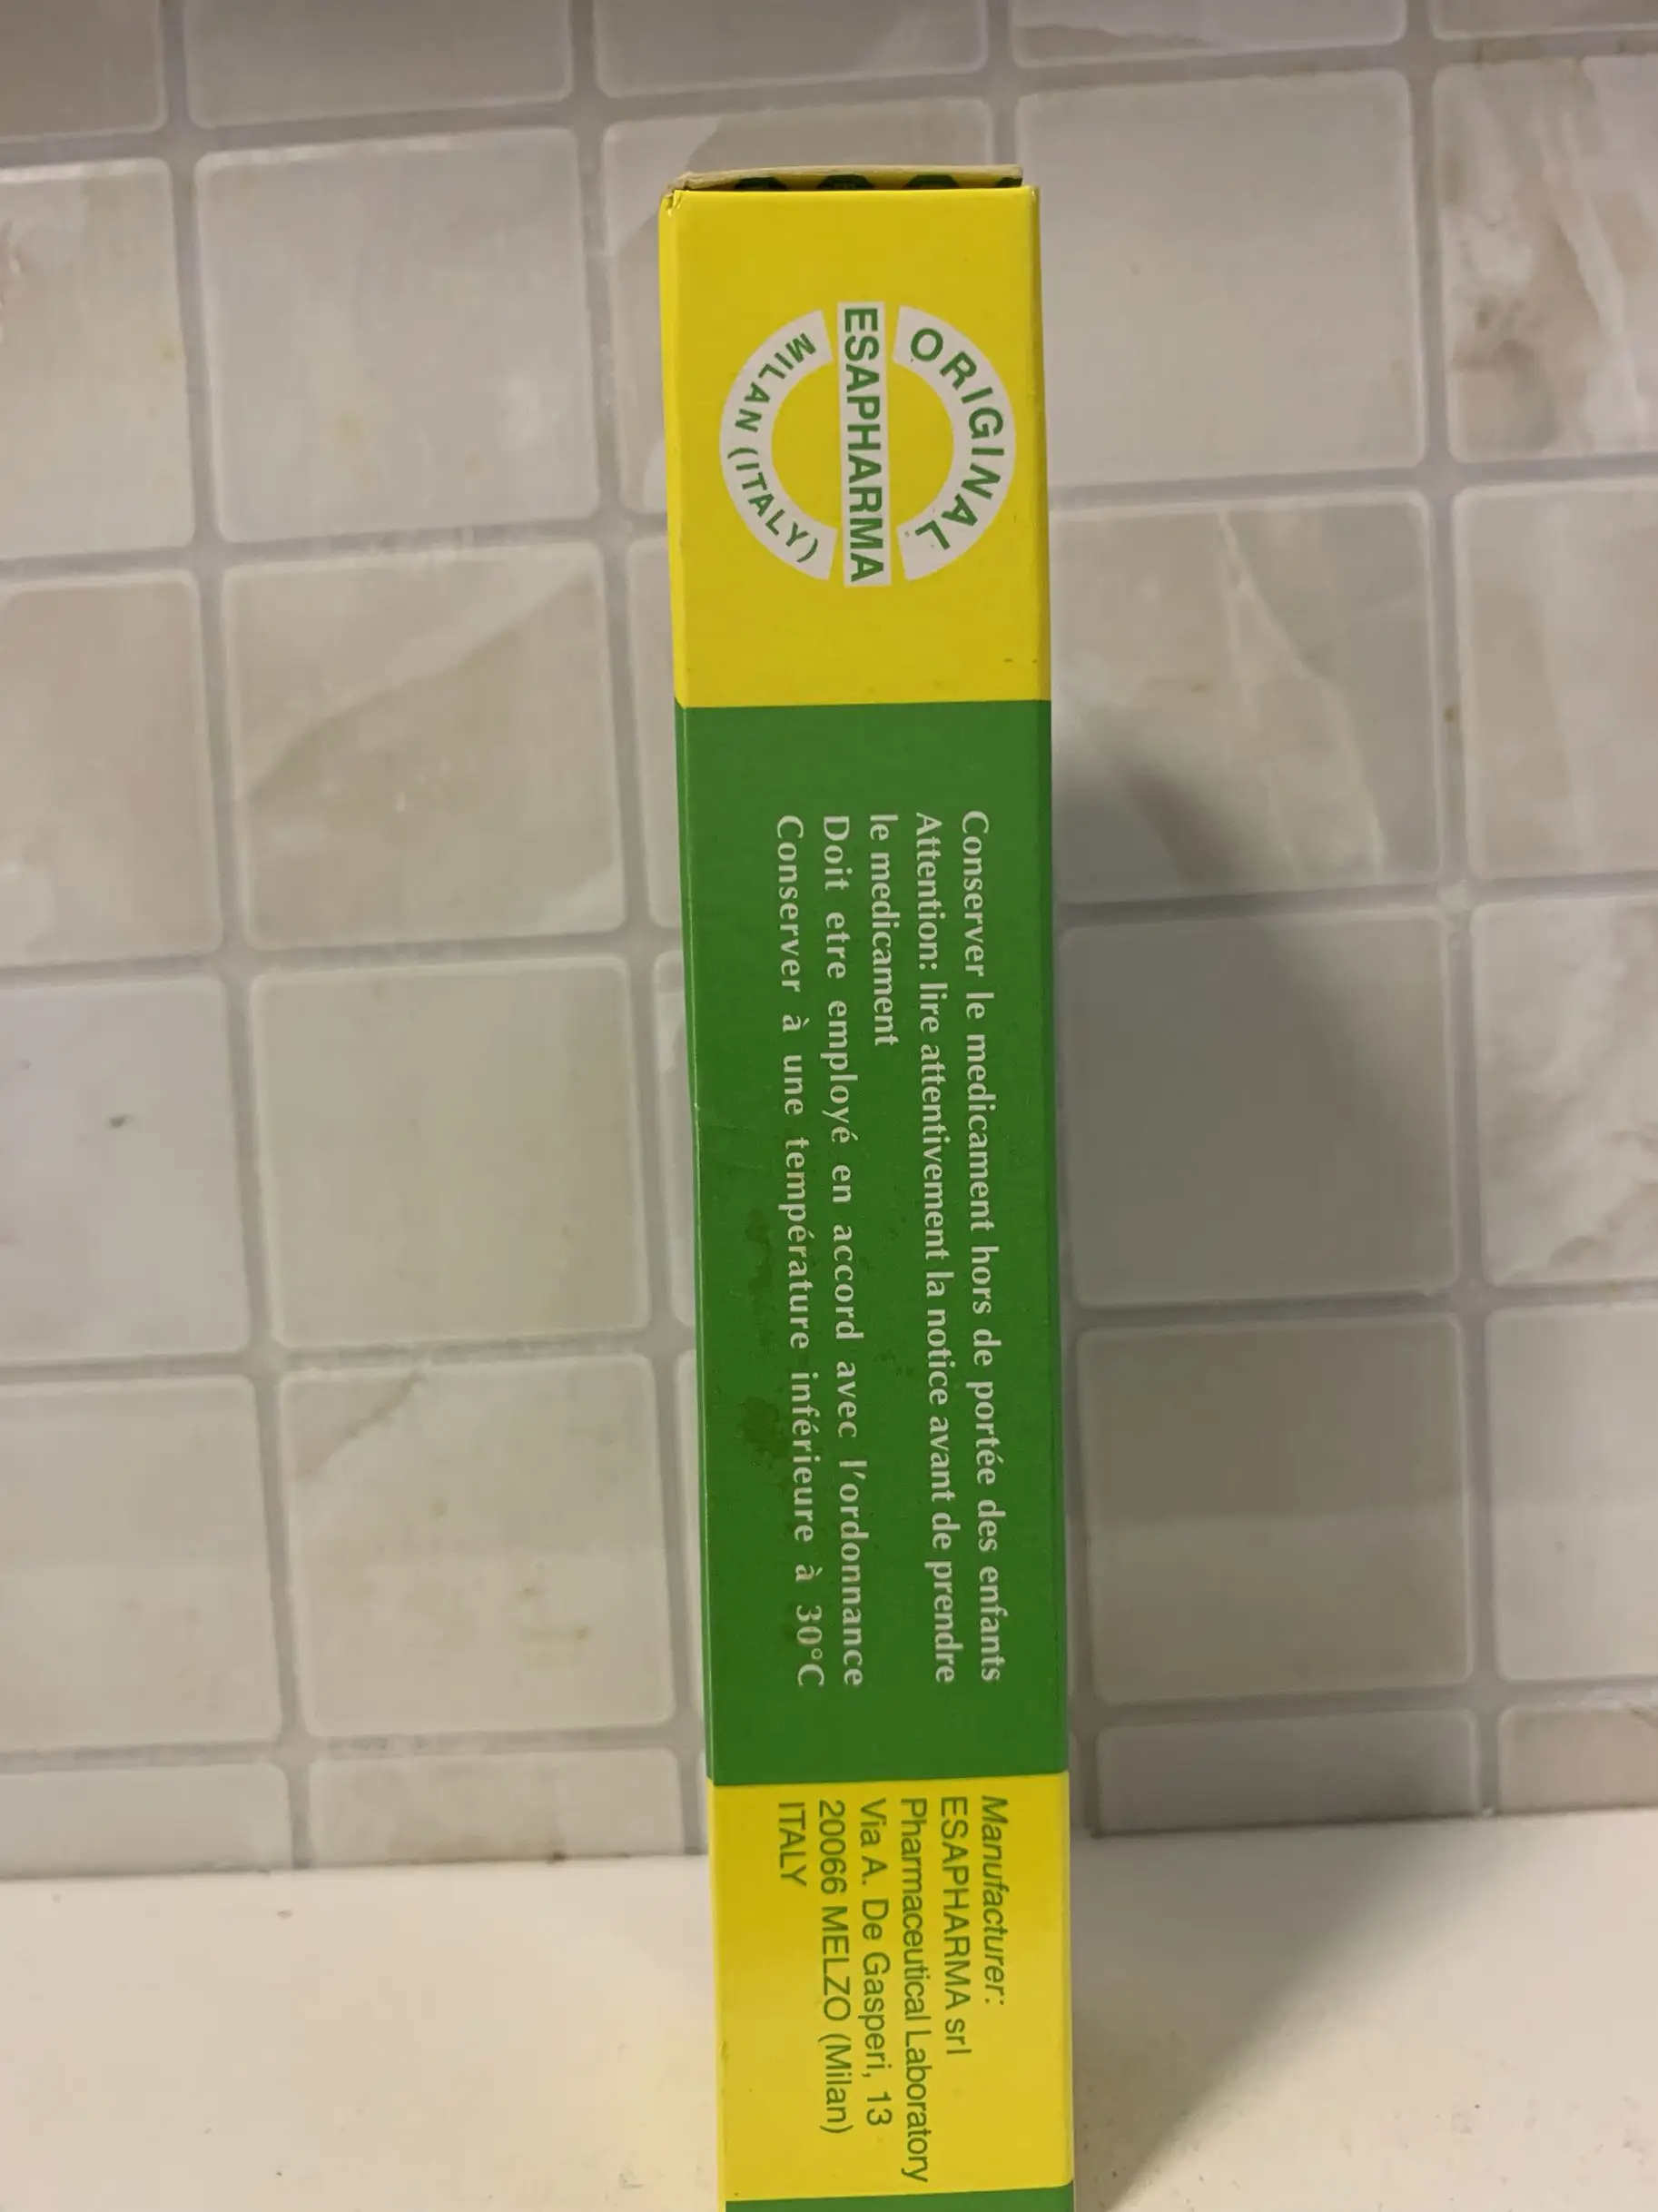 ORIGINAL
ESAPHARMA
MILAN (ITALY)
Conserver le medicament hors de portée des enfants
Attention: lire attentivement la notice avant de prendre
le medicament
Doit etre employé en accord avec l'ordonnance
Conserver à une température inférieure à 30°C
Manufacturer:
ESAPHARMA srl
Pharmaceutical Laboratory
Via A. De Gasperi, 13
20066 MELZO (Milan)
ITALY